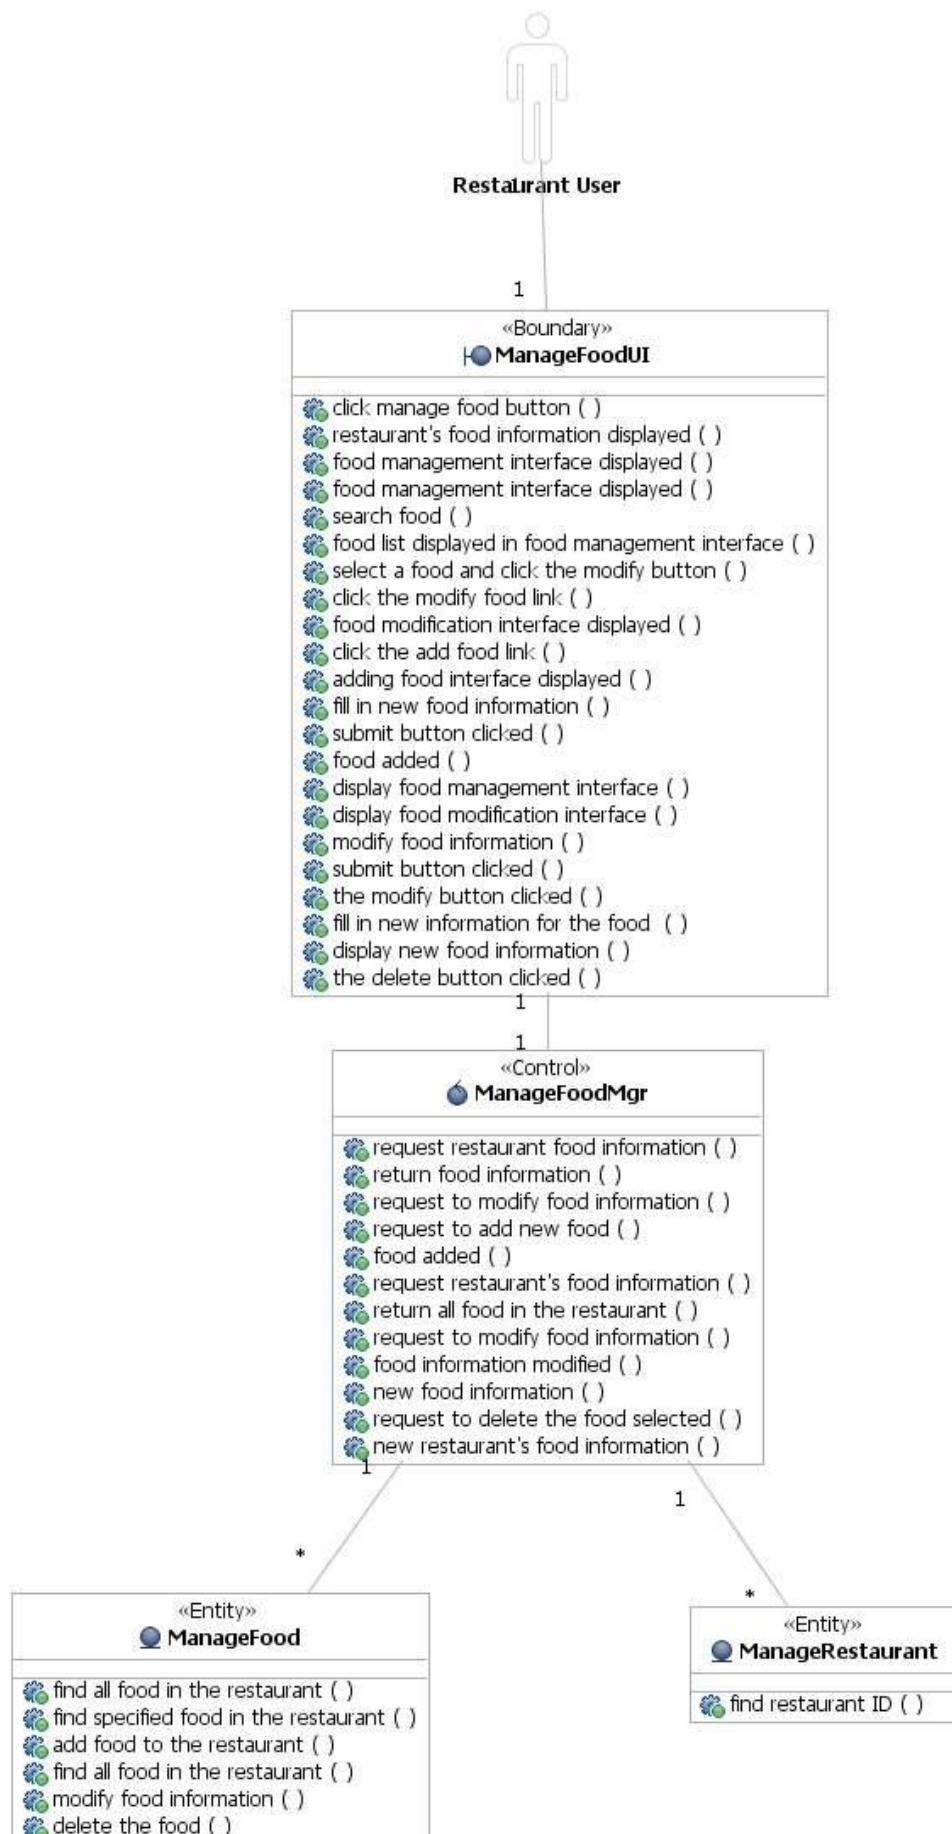 Restaurant User
1
1
«Boundary»
ManageFoodUI
click manage food button ( )
restaurant's food information displayed ( )
food management interface displayed ( )
food management interface displayed ( )
search food ( )
food list displayed in food management interface ( )
select a food and click the modify button ( )
click the modify food link ( )
food modification interface displayed ( )
click the add food link ( )
adding food interface displayed ( )
fill in new food information ( )
submit button clicked ( )
food added ( )
display food management interface ( )
display food modification interface ( )
modify food information ( )
submit button clicked ( )
the modify button clicked ( )
fill in new information for the food ( )
display new food information ( )
the delete button clicked ( )
1
1
«Control»
ManageFoodMgr
request restaurant food information ( )
return food information ( )
request to modify food information ( )
request to add new food ( )
food added ( )
request restaurant's food information ( )
return all food in the restaurant ( )
request to modify food information ( )
food information modified ( )
new food information ( )
request to delete the food selected ( )
new restaurant's food information ( )
1
1
*
*
«Entity»
ManageFood
find all food in the restaurant ( )
find specified food in the restaurant ( )
add food to the restaurant ( )
find all food in the restaurant ( )
modify food information ( )
delete the food ( )
«Entity»
ManageRestaurant
find restaurant ID ( )